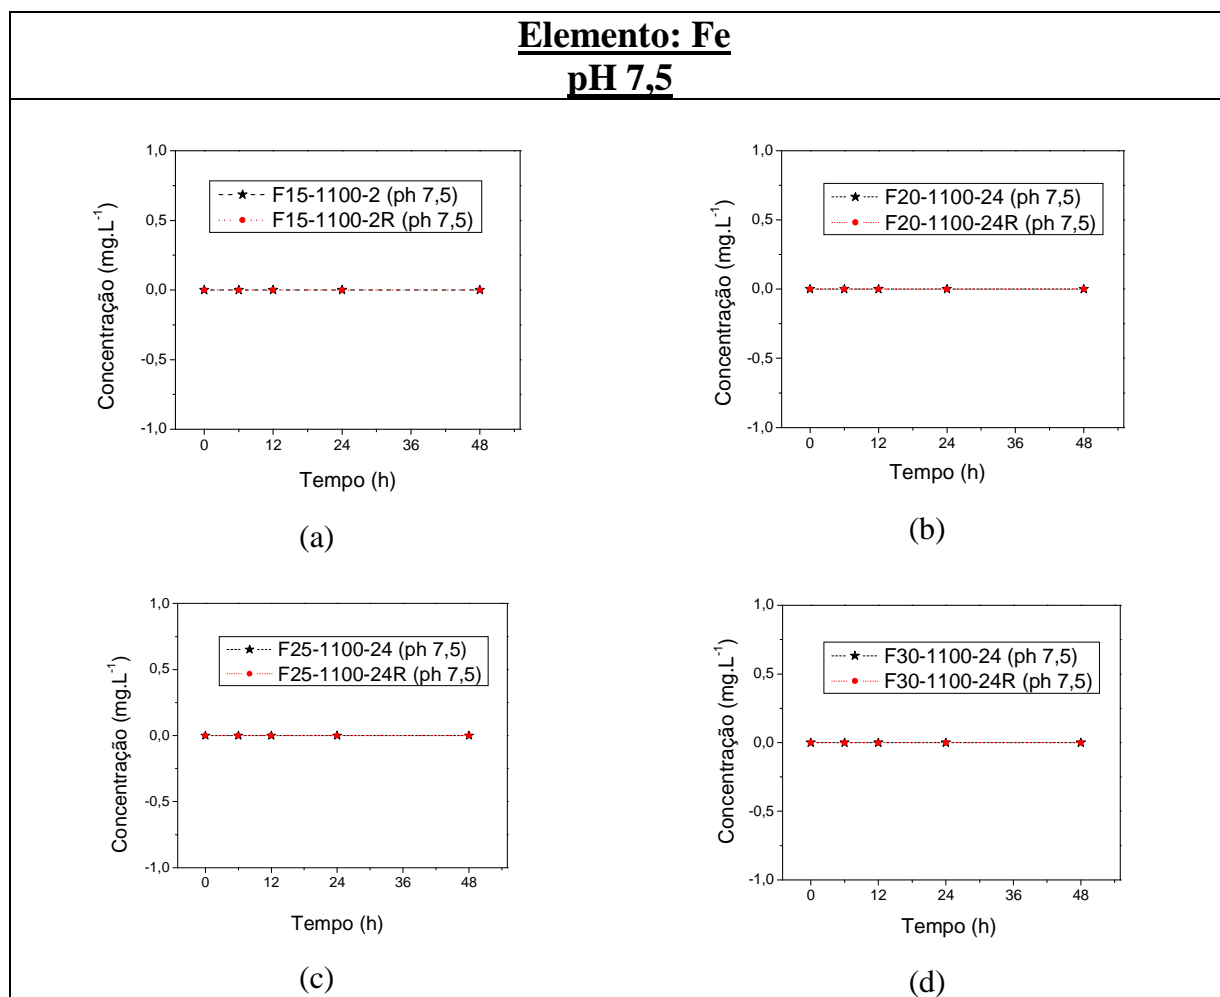 Elemento: Fe
pH 7,5
1,0
0,5
0,0
-0,5
-1,0
Concentração (mg.L⁻¹)
F15-1100-2 (ph 7,5)
F15-1100-2R (ph 7,5)
0 12 24 36 48
Tempo (h)
(a)
1,0
0,5
0,0
-0,5
-1,0
Concentração (mg.L⁻¹)
F20-1100-24 (ph 7,5)
F20-1100-24R (ph 7,5)
0 12 24 36 48
Tempo (h)
(b)
1,0
0,5
0,0
-0,5
-1,0
Concentração (mg.L⁻¹)
F25-1100-24 (ph 7,5)
F25-1100-24R (ph 7,5)
0 12 24 36 48
Tempo (h)
(c)
1,0
0,5
0,0
-0,5
-1,0
Concentração (mg.L⁻¹)
F30-1100-24 (ph 7,5)
F30-1100-24R (ph 7,5)
0 12 24 36 48
Tempo (h)
(d)